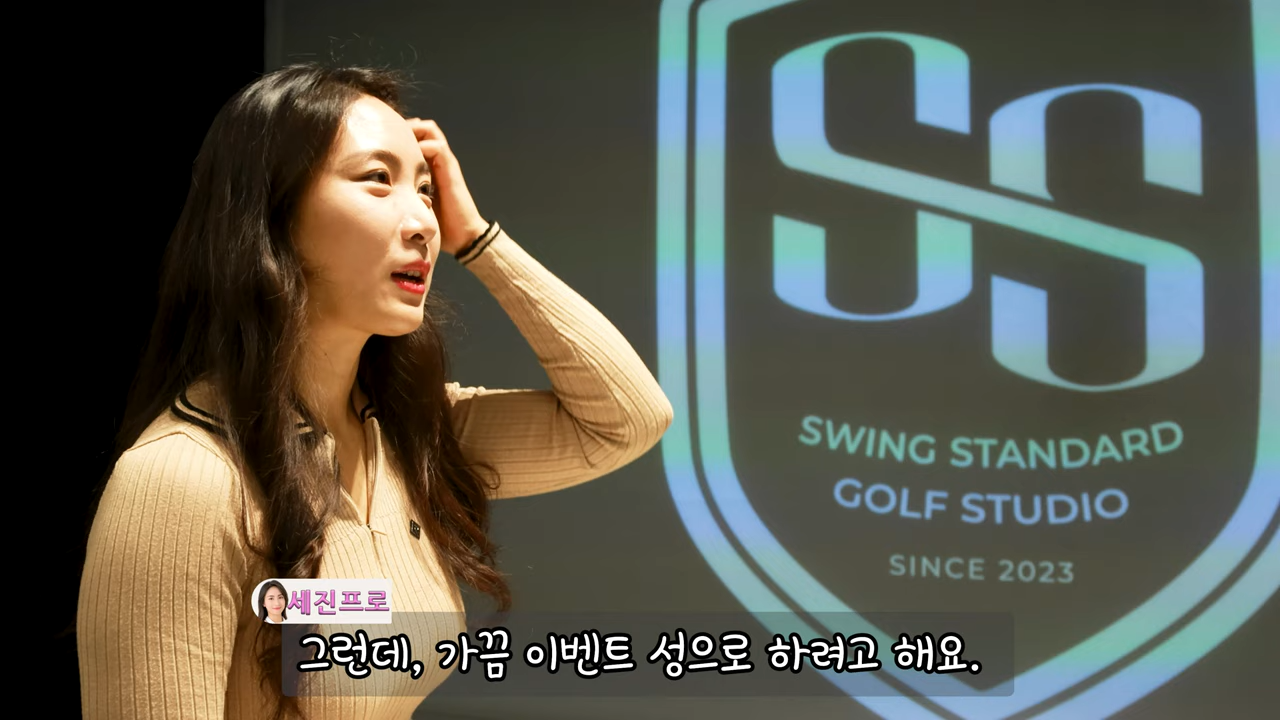 SS
SWING STANDARD
GOLF STUDIO
SINCE 2023
세진프로
그런데, 가끔 이벤트 성으로 하려고 해요.